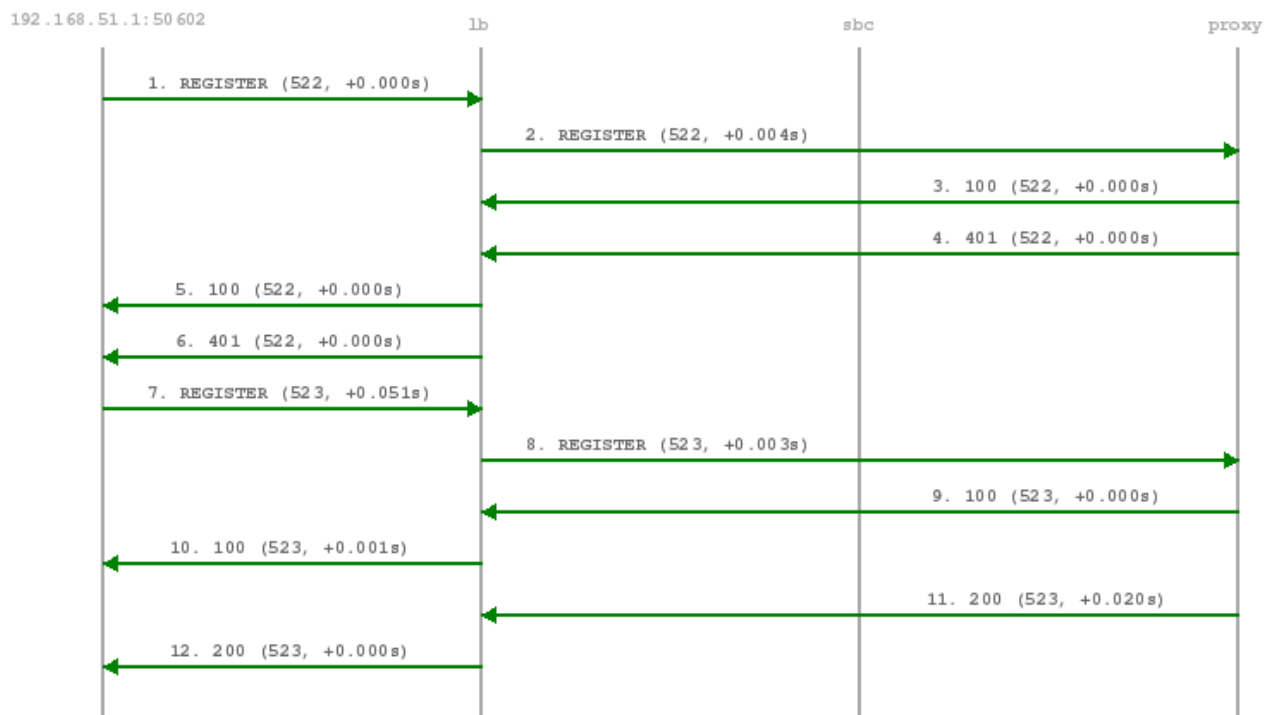 192.168.51.1:50602 lb sbc proxy
1. REGISTER (522, +0.000s)
2. REGISTER (522, +0.004s)
3. 100 (522, +0.000s)
4. 401 (522, +0.000s)
5. 100 (522, +0.000s)
6. 401 (522, +0.000s)
7. REGISTER (523, +0.051s)
8. REGISTER (523, +0.003s)
9. 100 (523, +0.000s)
10. 100 (523, +0.001s)
11. 200 (523, +0.020s)
12. 200 (523, +0.000s)